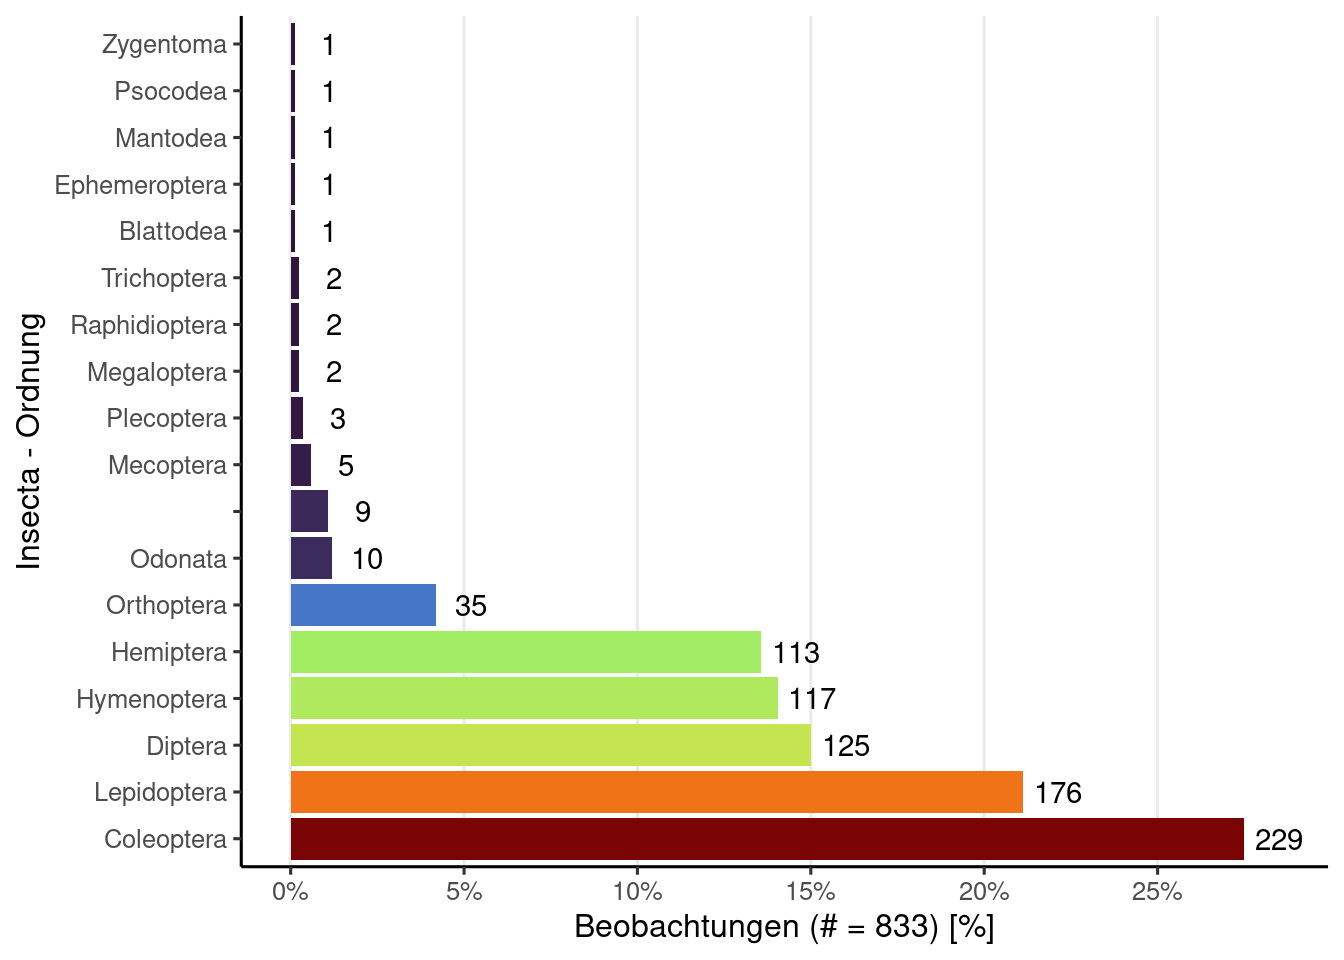 Insecta - Ordnung
Zygentoma 1
Psocodea 1
Mantodea 1
Ephemeroptera 1
Blattodea 1
Trichoptera 2
Raphidioptera 2
Megaloptera 2
Plecoptera 3
Mecoptera 5
9
Odonata 10
Orthoptera 35
Hemiptera 113
Hymenoptera 117
Diptera 125
Lepidoptera 176
Coleoptera 229
0% 5% 10% 15% 20% 25%
Beobachtungen (# = 833) [%]